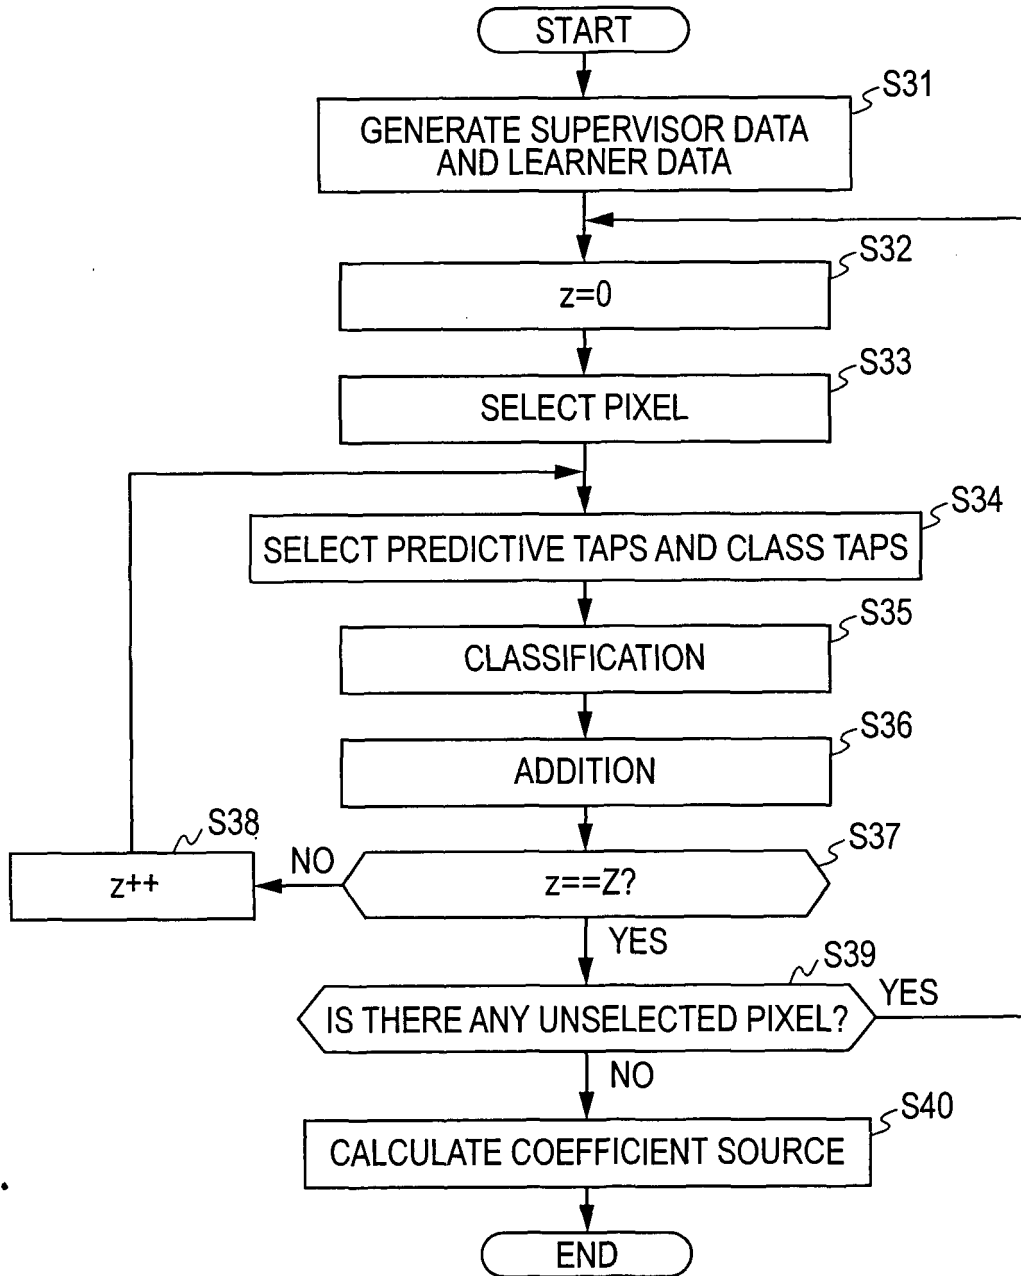 START
S31
GENERATE SUPERVISOR DATA
AND LEARNER DATA
S32
z=0
S33
SELECT PIXEL
S34
SELECT PREDICTIVE TAPS AND CLASS TAPS
S35
CLASSIFICATION
S36
ADDITION
S37
z==Z?
NO
S38
z++
YES
S39
IS THERE ANY UNSELECTED PIXEL?
YES
NO
S40
CALCULATE COEFFICIENT SOURCE
END